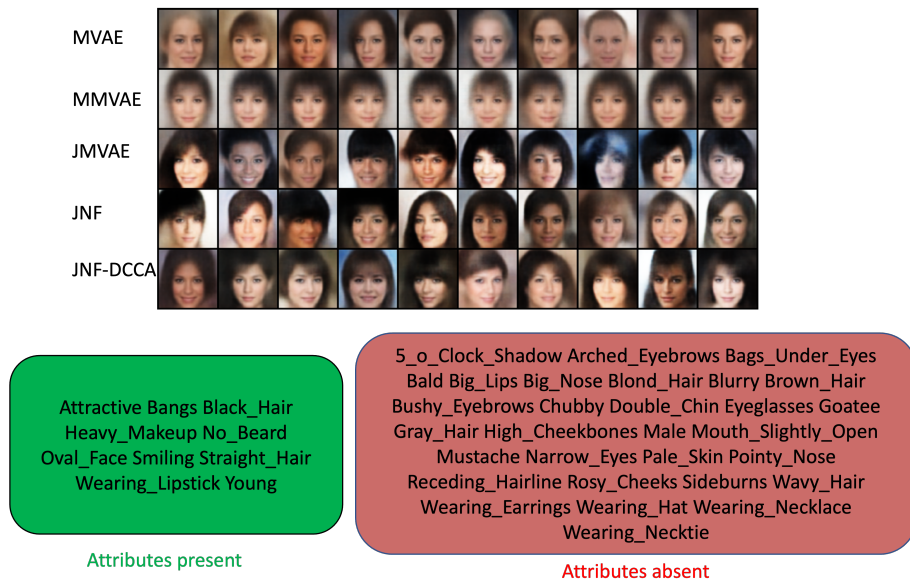 MVAE
MMVAE
JMVAE
JNF
JNF-DCCA
Attractive Bangs Black_Hair
Heavy_Makeup No_Beard
Oval_Face Smiling Straight_Hair
Wearing_Lipstick Young
Attributes present
5_o_Clock_Shadow Arched_Eyebrows Bags_Under_Eyes
Bald Big_Lips Big_Nose Blond_Hair Blurry Brown_Hair
Bushy_Eyebrows Chubby Double_Chin Eyeglasses Goatee
Gray_Hair High_Cheekbones Male Mouth_Slightly_Open
Mustache Narrow_Eyes Pale_Skin Pointy_Nose
Receding_Hairline Rosy_Cheeks Sideburns Wavy_Hair
Wearing_Earrings Wearing_Hat Wearing_Necklace
Wearing_Necktie
Attributes absent